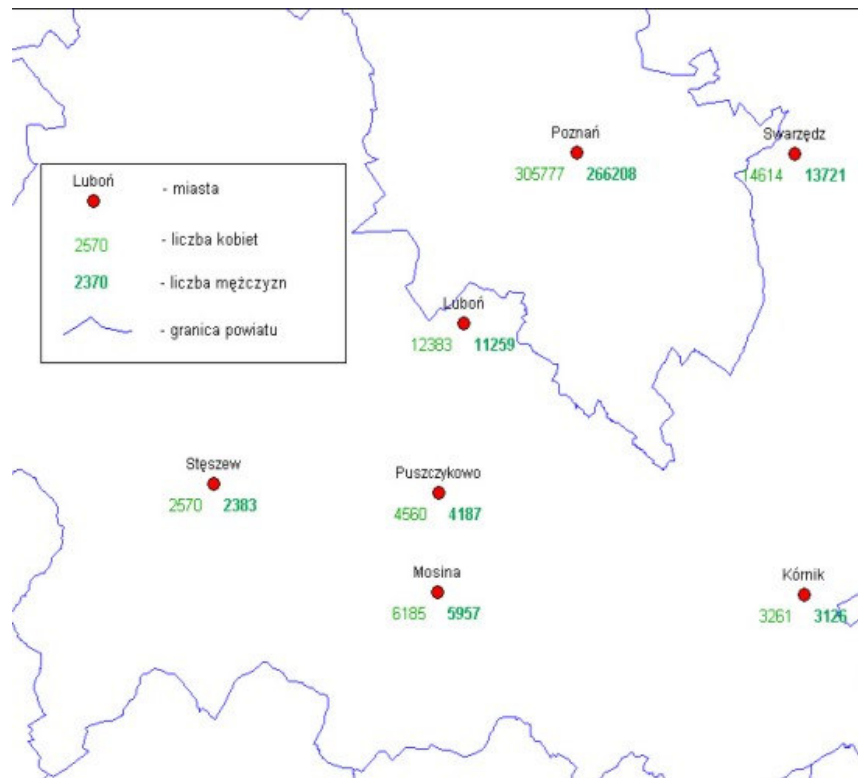 Poznań
305777 266208
Swarzędz
14614 13721
Luboń
- miasta
2570 - liczba kobiet
2370 - liczba mężczyzn
- granica powiatu
Luboń
12383 11259
Stęszew
2570 2383
Puszczykowo
4560 4187
Mosina
6185 5957
Kórnik
3261 3126